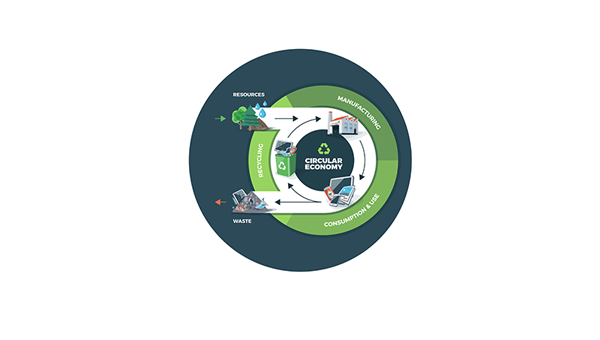 RESOURCES
MANUFACTURING
RECYCLING
CIRCULAR
ECONOMY
CONSUMPTION & USE
WASTE